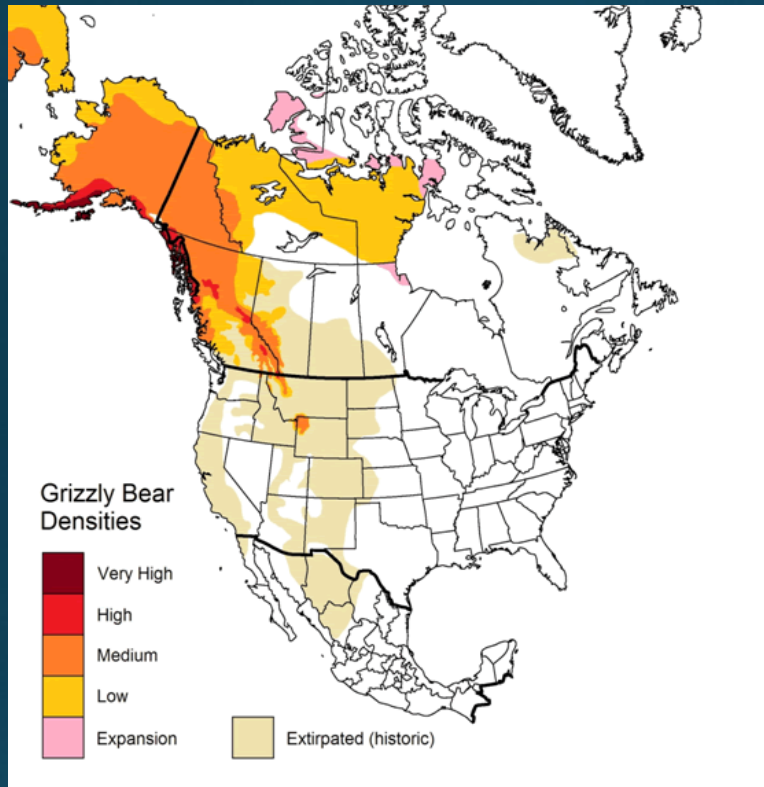 Grizzly Bear
Densities
Very High
High
Medium
Low
Expansion
Extirpated (historic)